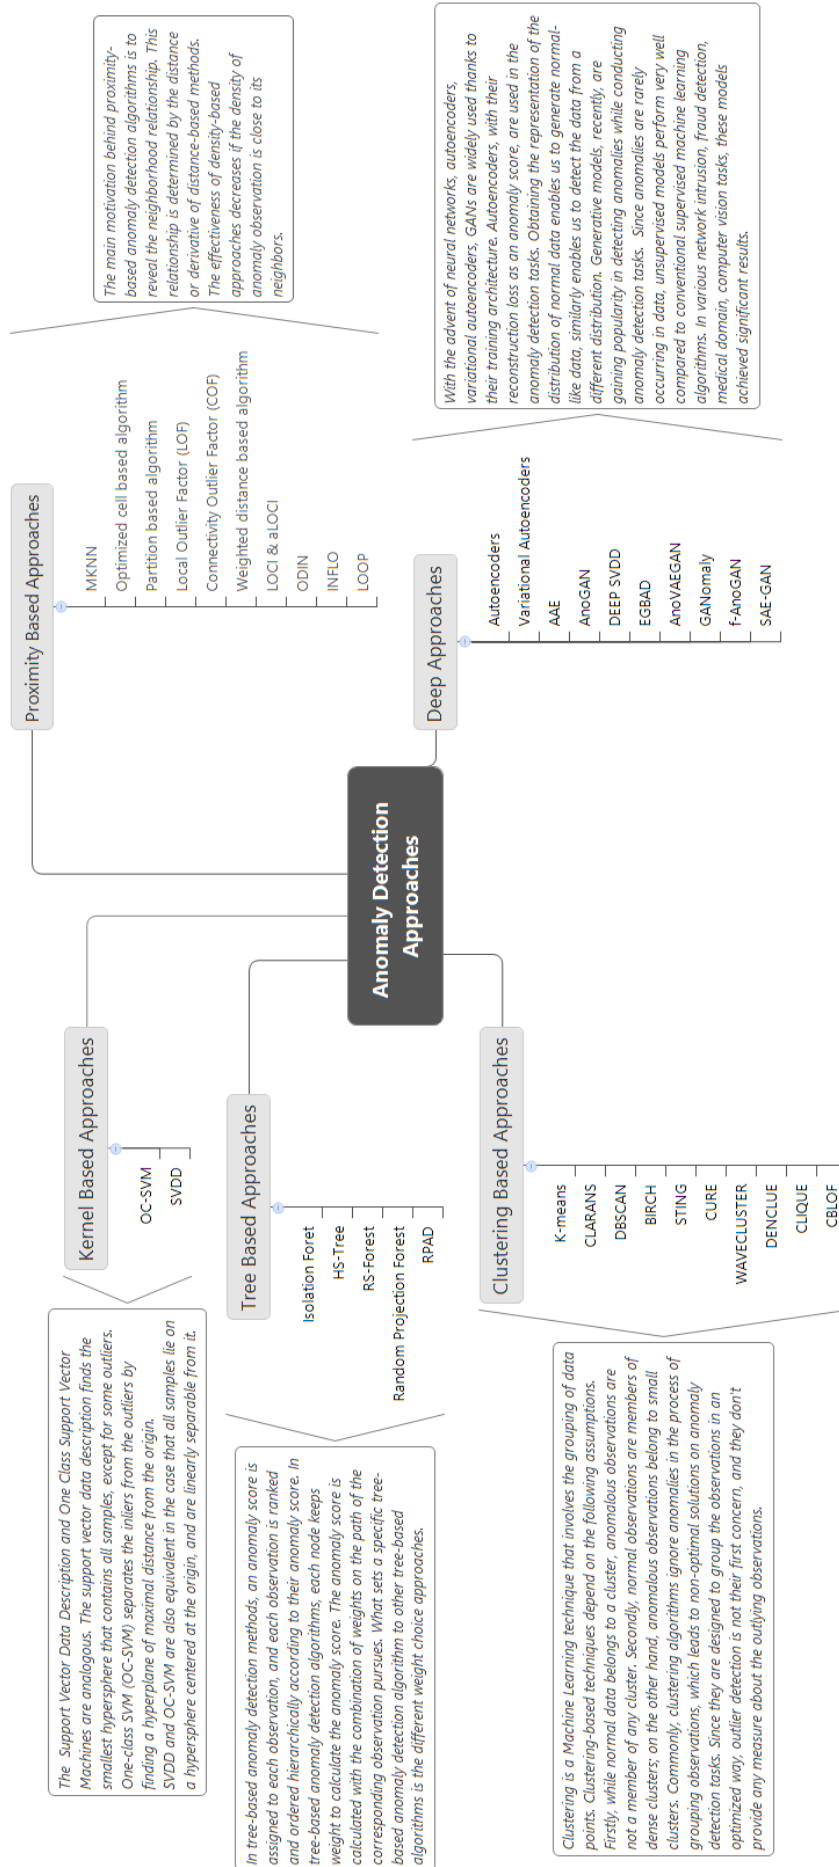 Anomaly Detection
Approaches
Kernel Based Approaches
OC-SVM
SVDD
The Support Vector Data Description and One Class Support Vector
Machines are analogous. The support vector data description finds the
smallest hypersphere that contains all samples, except for some outliers.
One-class SVM (OC-SVM) separates the inliers from the outliers by
finding a hyperplane of maximal distance from the origin.
SVDD and OC-SVM are also equivalent in the case that all samples lie on
a hypersphere centered at the origin, and are linearly separable from it.
Tree Based Approaches
Isolation Foret
HS-Tree
RS-Forest
Random Projection Forest
RPAD
In tree-based anomaly detection methods, an anomaly score is
assigned to each observation, and each observation is ranked
and ordered hierarchically according to their anomaly score. In
tree-based anomaly detection algorithms, each node keeps
weight to calculate the anomaly score. The anomaly score is
calculated with the combination of weights on the path of the
corresponding observation pursues. What sets a specific tree-
based anomaly detection algorithm to other tree-based
algorithms is the different weight choice approaches.
Clustering Based Approaches
K-means
CLARANS
DBSCAN
BIRCH
STING
CURE
WAVECLUSTER
DENCLUE
CLIQUE
CBLOF
Clustering is a Machine Learning technique that involves the grouping of data
points. Clustering-based techniques depend on the following assumptions.
Firstly, while normal data belongs to a cluster, anomalous observations are
not a member of any cluster. Secondly, normal observations are members of
dense clusters; on the other hand, anomalous observations belong to small
clusters. Commonly, clustering algorithms ignore anomalies in the process of
grouping observations, which leads to non-optimal solutions on anomaly
detection tasks. Since they are designed to group the observations in an
optimized way, outlier detection is not their first concern, and they don't
provide any measure about the outlying observations.
Proximity Based Approaches
MKNN
Optimized cell based algorithm
Partition based algorithm
Local Outlier Factor (LOF)
Connectivity Outlier Factor (COF)
Weighted distance based algorithm
LOCI & aLOCI
ODIN
INFLO
LOOP
The main motivation behind proximity-
based anomaly detection algorithms is to
reveal the neighborhood relationship. This
relationship is determined by the distance
or derivative of distance-based methods.
The effectiveness of density-based
approaches decreases if the density of
anomaly observation is close to its
neighbors.
Deep Approaches
Autoencoders
Variational Autoencoders
AAE
AnoGAN
DEEP SVDD
EGBAD
AnoVAEGAN
GANomaly
f-AnoGAN
SAE-GAN
With the advent of neural networks, autoencoders,
variational autoencoders, GANs are widely used thanks to
their training architecture. Autoencoders, with their
reconstruction loss as an anomaly score, are used in the
anomaly detection tasks. Obtaining the representation of the
distribution of normal data enables us to generate normal-
like data, similarly enables us to detect the data from a
different distribution. Generative models, recently, are
gaining popularity in detecting anomalies while conducting
anomaly detection tasks. Since anomalies are rarely
occurring in data, unsupervised models perform very well
compared to conventional supervised machine learning
algorithms. In various network intrusion, fraud detection,
medical domain, computer vision tasks, these models
achieved significant results.